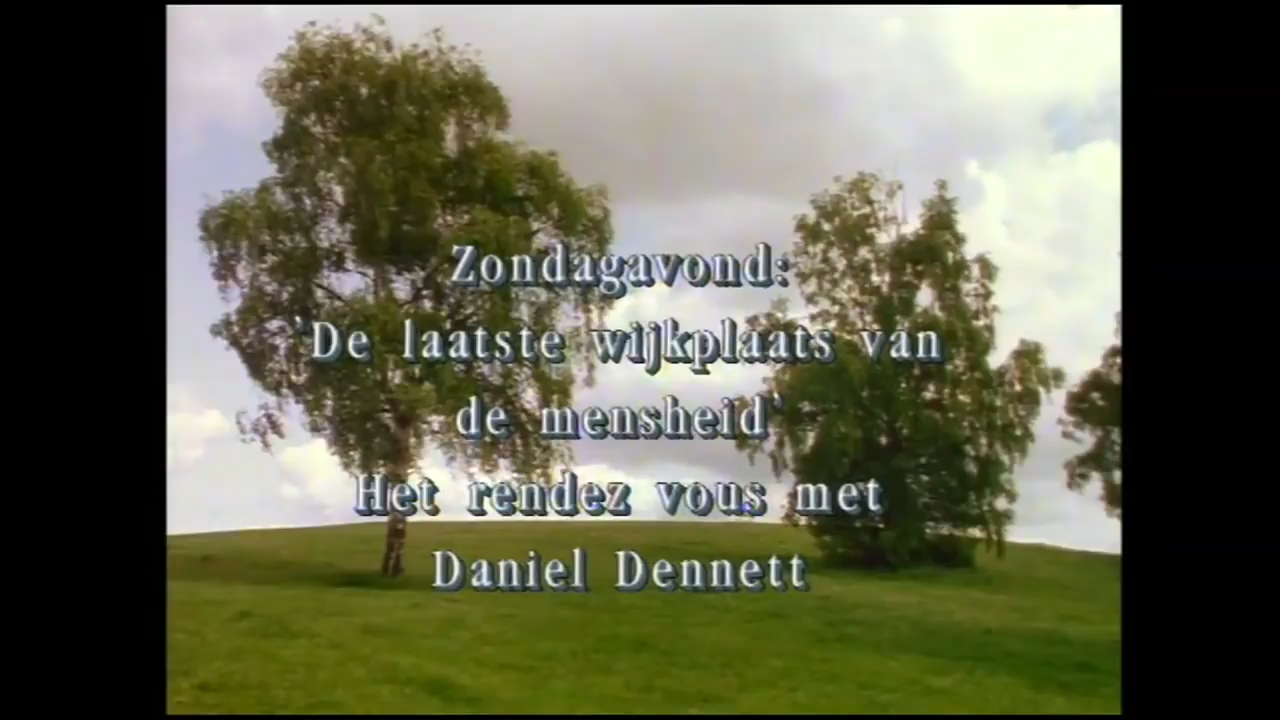 Zondagavond:
'De laatste wijkplaats van
de mensheid'
Het rendez vous met
Daniel Dennett